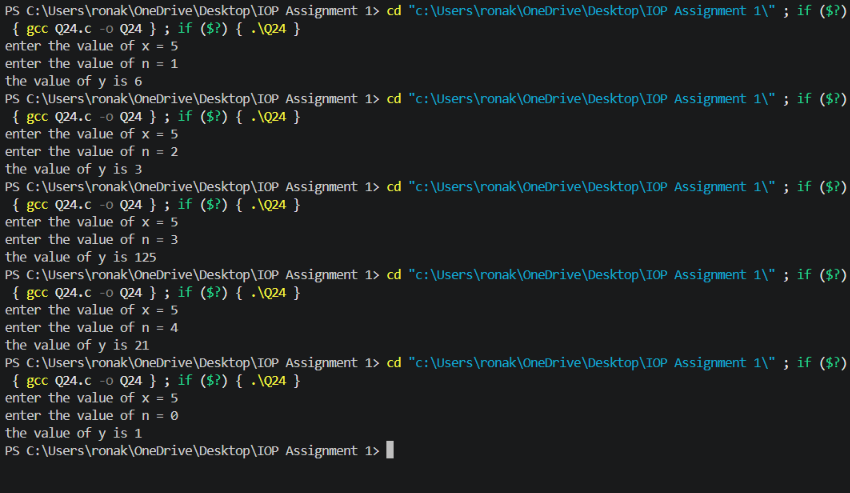 PS C:\Users\ronak\OneDrive\Desktop\IOP Assignment 1> cd "c:\Users\ronak\OneDrive\Desktop\IOP Assignment 1\" ; if ($?)
 { gcc Q24.c -o Q24 } ; if ($?) { .\Q24 }
enter the value of x = 5
enter the value of n = 1
the value of y is 6
PS C:\Users\ronak\OneDrive\Desktop\IOP Assignment 1> cd "c:\Users\ronak\OneDrive\Desktop\IOP Assignment 1\" ; if ($?)
 { gcc Q24.c -o Q24 } ; if ($?) { .\Q24 }
enter the value of x = 5
enter the value of n = 2
the value of y is 3
PS C:\Users\ronak\OneDrive\Desktop\IOP Assignment 1> cd "c:\Users\ronak\OneDrive\Desktop\IOP Assignment 1\" ; if ($?)
 { gcc Q24.c -o Q24 } ; if ($?) { .\Q24 }
enter the value of x = 5
enter the value of n = 3
the value of y is 125
PS C:\Users\ronak\OneDrive\Desktop\IOP Assignment 1> cd "c:\Users\ronak\OneDrive\Desktop\IOP Assignment 1\" ; if ($?)
 { gcc Q24.c -o Q24 } ; if ($?) { .\Q24 }
enter the value of x = 5
enter the value of n = 4
the value of y is 21
PS C:\Users\ronak\OneDrive\Desktop\IOP Assignment 1> cd "c:\Users\ronak\OneDrive\Desktop\IOP Assignment 1\" ; if ($?)
 { gcc Q24.c -o Q24 } ; if ($?) { .\Q24 }
enter the value of x = 5
enter the value of n = 0
the value of y is 1
PS C:\Users\ronak\OneDrive\Desktop\IOP Assignment 1>